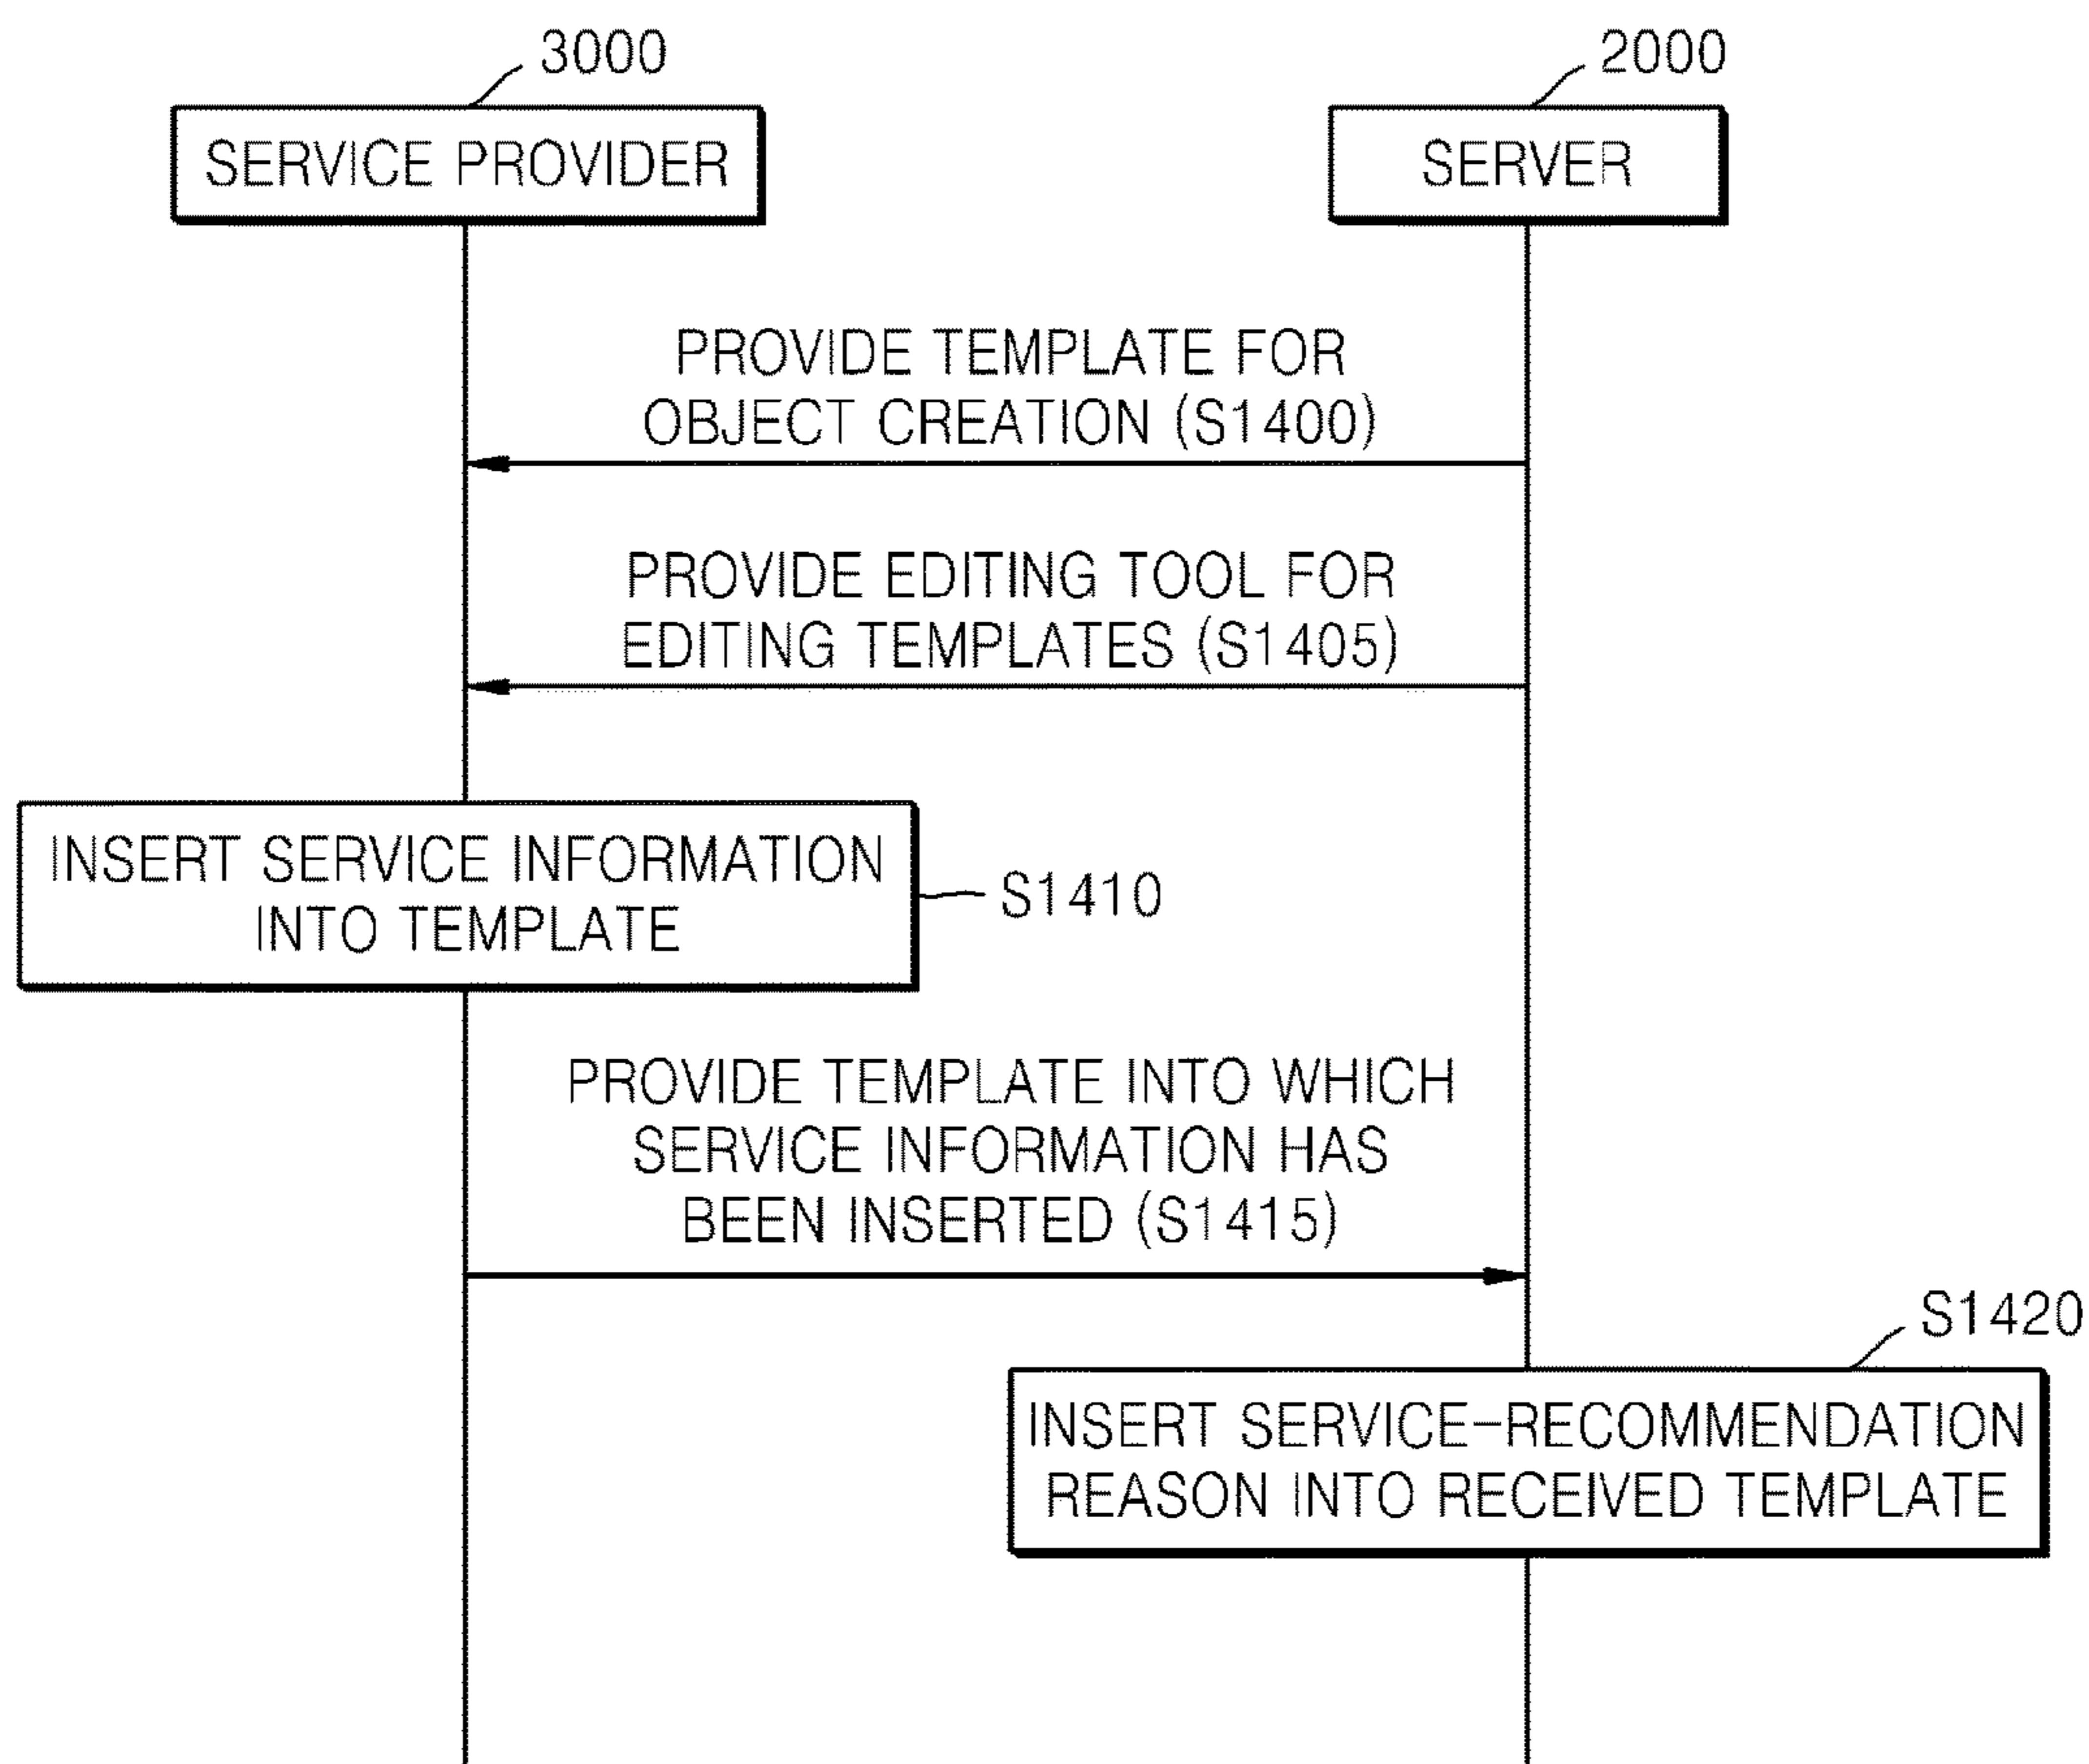 3000
2000
SERVICE PROVIDER
SERVER
PROVIDE TEMPLATE FOR
OBJECT CREATION (S1400)
PROVIDE EDITING TOOL FOR
EDITING TEMPLATES (S1405)
INSERT SERVICE INFORMATION
INTO TEMPLATE
S1410
PROVIDE TEMPLATE INTO WHICH
SERVICE INFORMATION HAS
BEEN INSERTED (S1415)
S1420
INSERT SERVICE-RECOMMENDATION
REASON INTO RECEIVED TEMPLATE